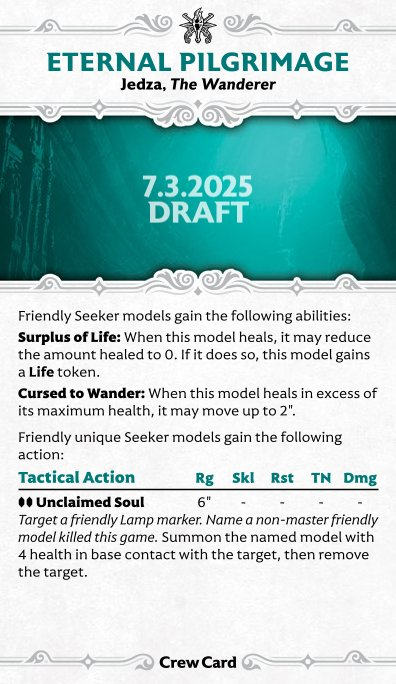 ETERNAL PILGRIMAGE
Jedza, The Wanderer
7.3.2025
DRAFT
Friendly Seeker models gain the following abilities:
Surplus of Life: When this model heals, it may reduce
the amount healed to 0. If it does so, this model gains
a Life token.
Cursed to Wander: When this model heals in excess of
its maximum health, it may move up to 2".
Friendly unique Seeker models gain the following
action:
Tactical Action Rg Skl Rst TN Dmg
♦♦ Unclaimed Soul 6" - - - -
Target a friendly Lamp marker. Name a non-master friendly
model killed this game. Summon the named model with
4 health in base contact with the target, then remove
the target.
Crew Card